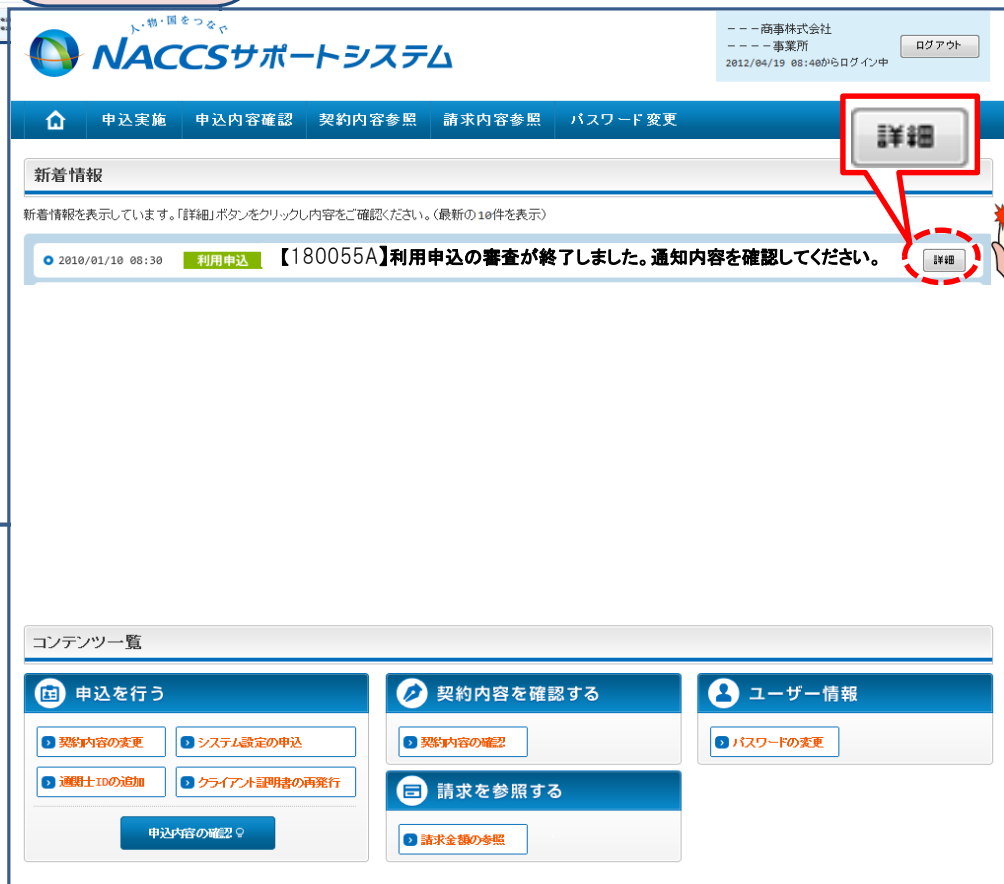 人・物・国をつなぐ
NACCSサポートシステム
---商事株式会社
----事業所
2012/04/19 08:40からログイン中
ログアウト
申込実施 申込内容確認 契約内容参照 請求内容参照 パスワード変更
詳細
新着情報
新着情報を表示しています。「詳細」ボタンをクリックし内容をご確認ください。(最新の10件を表示)
2010/01/10 08:30 利用申込 【180055A】利用申込の審査が終了しました。通知内容を確認してください。 詳細
コンテンツ一覧
申込を行う
契約内容の変更 システム設定の申込
通関士IDの追加 クライアント証明書の再発行
申込内容の確認
契約内容を確認する
契約内容の確認
請求を参照する
請求金額の参照
ユーザー情報
パスワードの変更